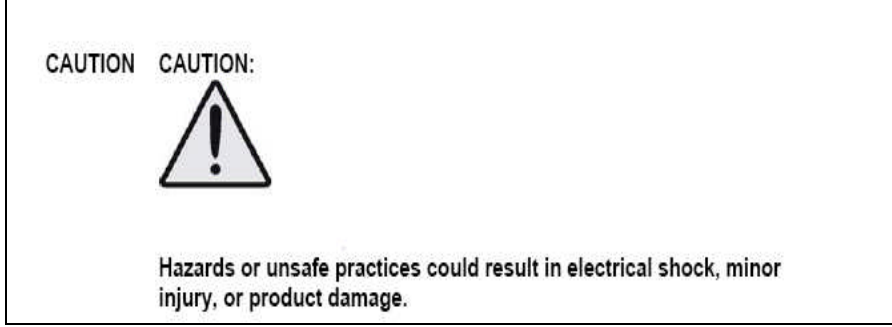 CAUTION CAUTION:
Hazards or unsafe practices could result in electrical shock, minor
injury, or product damage.